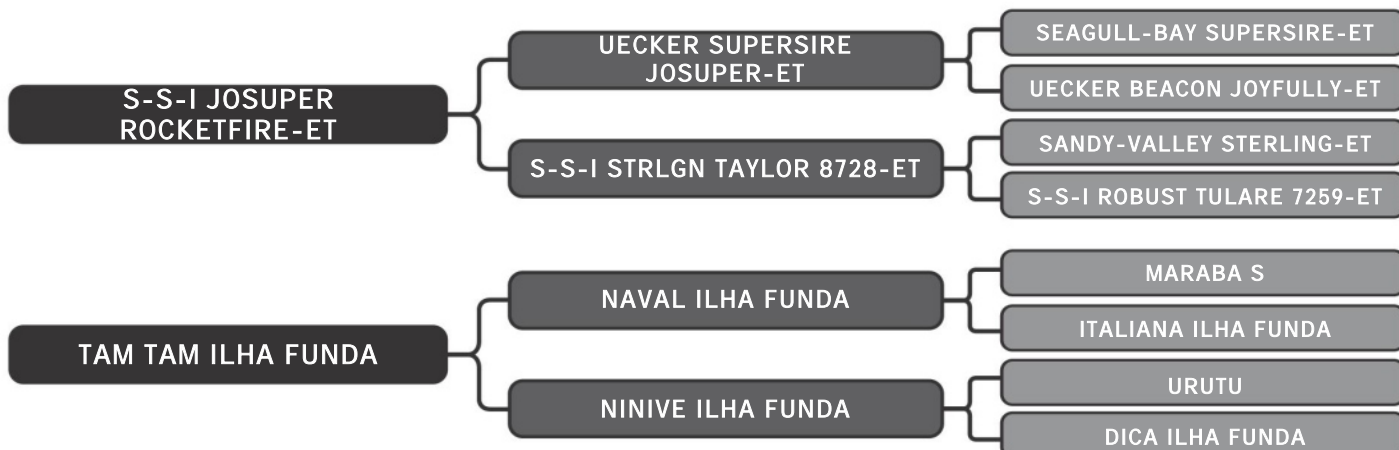 S-S-I JOSUPER
ROCKETFIRE-ET
UECKER SUPERSIRE
JOSUPER-ET
SEAGULL-BAY SUPERSIRE-ET
UECKER BEACON JOYFULLY-ET
S-S-I STRLGN TAYLOR 8728-ET
SANDY-VALLEY STERLING-ET
S-S-I ROBUST TULARE 7259-ET
TAM TAM ILHA FUNDA
NAVAL ILHA FUNDA
MARABA S
ITALIANA ILHA FUNDA
NINIVE ILHA FUNDA
URUTU
DICA ILHA FUNDA